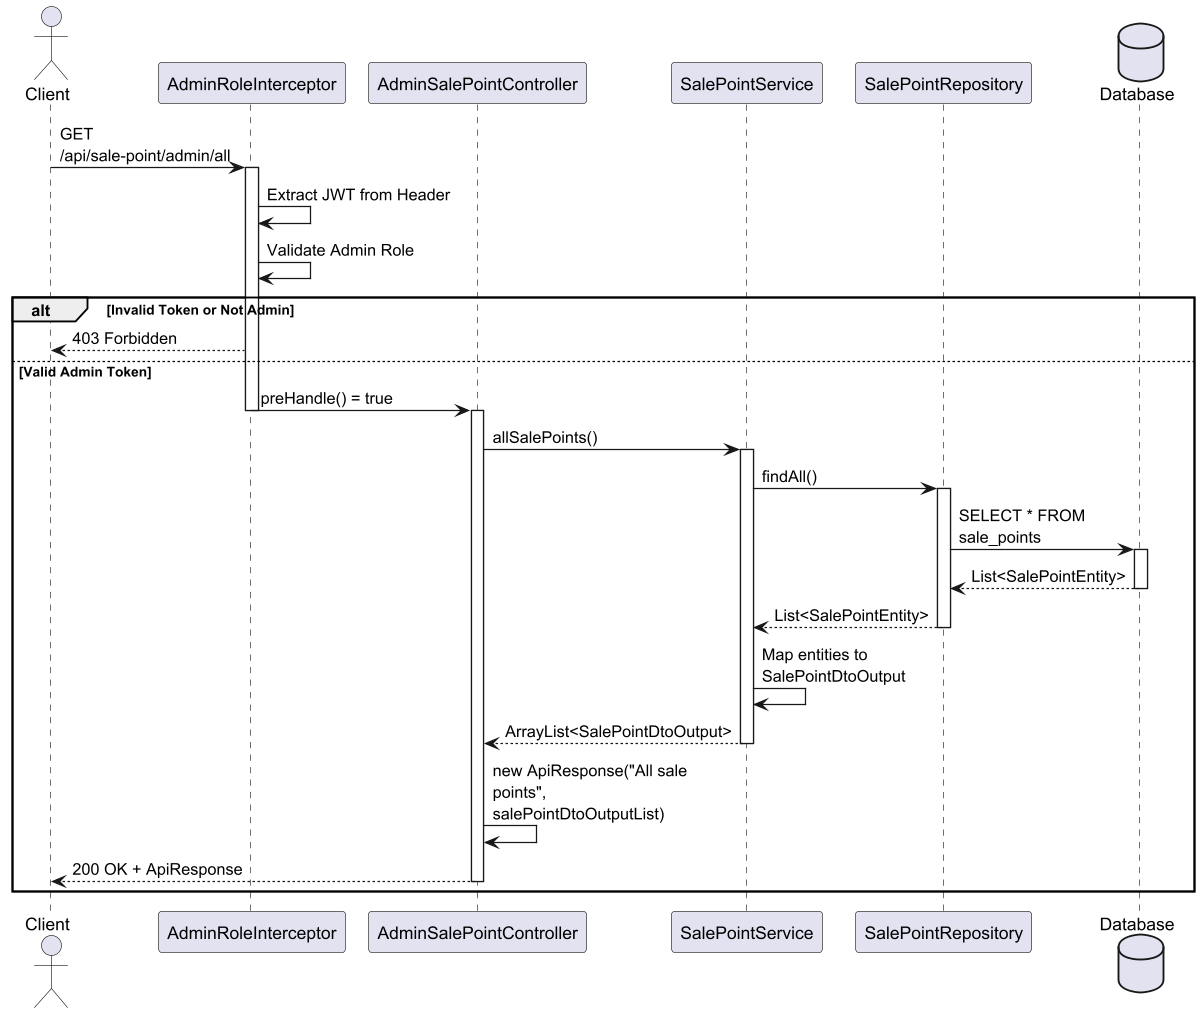 Client
AdminRoleInterceptor
AdminSalePointController
SalePointService
SalePointRepository
Database
GET
/api/sale-point/admin/all
Extract JWT from Header
Validate Admin Role
alt
[Invalid Token or Not Admin]
403 Forbidden
[Valid Admin Token]
preHandle() = true
allSalePoints()
findAll()
SELECT * FROM
sale_points
List<SalePointEntity>
List<SalePointEntity>
Map entities to
SalePointDtoOutput
ArrayList<SalePointDtoOutput>
new ApiResponse("All sale
points",
salePointDtoOutputList)
200 OK + ApiResponse
Client
AdminRoleInterceptor
AdminSalePointController
SalePointService
SalePointRepository
Database